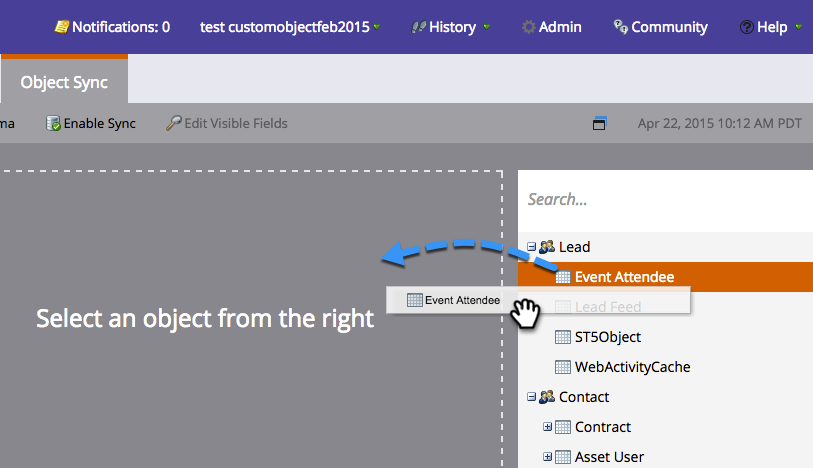 Notifications: 0 test customobjectfeb2015 History Admin Community Help
Object Sync
ma Enable Sync Edit Visible Fields Apr 22, 2015 10:12 AM PDT
Search...
Lead
Event Attendee
Event Attendee
Lead Feed
Select an object from the right
ST5Object
WebActivityCache
Contact
Contract
Asset User